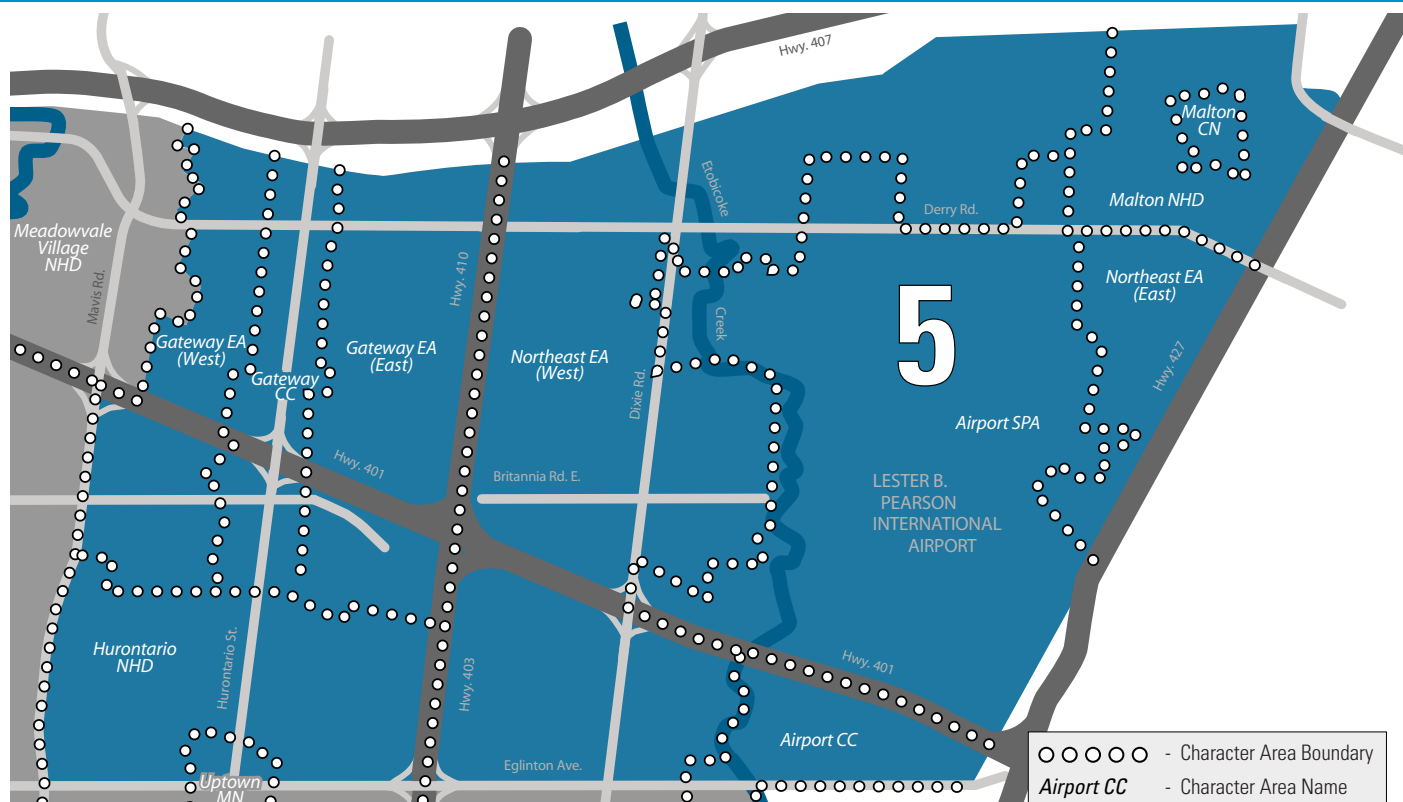 Hwy. 407
Malton
CN
Etobicoke
Malton NHD
Derry Rd.
Meadowvale
Village
NHD
Hwy. 410
Northeast EA
(East)
Mavis Rd.
5
Creek
Gateway EA
(West)
Gateway EA
(East)
Northeast EA
(West)
Hwy. 427
Gateway
CC
Dixie Rd.
Airport SPA
Hwy. 401
Britannia Rd. E.
LESTER B.
PEARSON
INTERNATIONAL
AIRPORT
Hurontario
NHD
Hurontario St.
Hwy. 403
Hwy. 401
Airport CC
Eglinton Ave.
Uptown
MN
- Character Area Boundary
Airport CC - Character Area Name